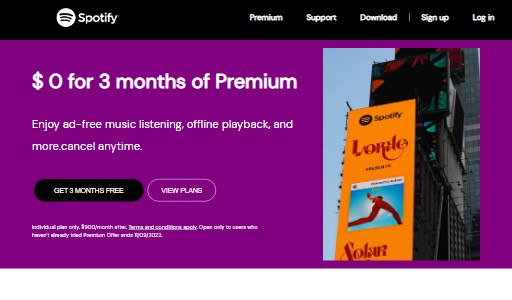 Spotify
Premium Support Download | Sign up Log in
$ 0 for 3 months of Premium
Enjoy ad-free music listening, offline playback, and
more.cancel anytime.
GET 3 MONTHS FREE VIEW PLANS
Individual plan only. $900/month after. Terms and conditions apply. Open only to users who
haven't already tried Premium Offer ends 11/09/2023.
Spotify
Lorde
PRESENTS
Solar